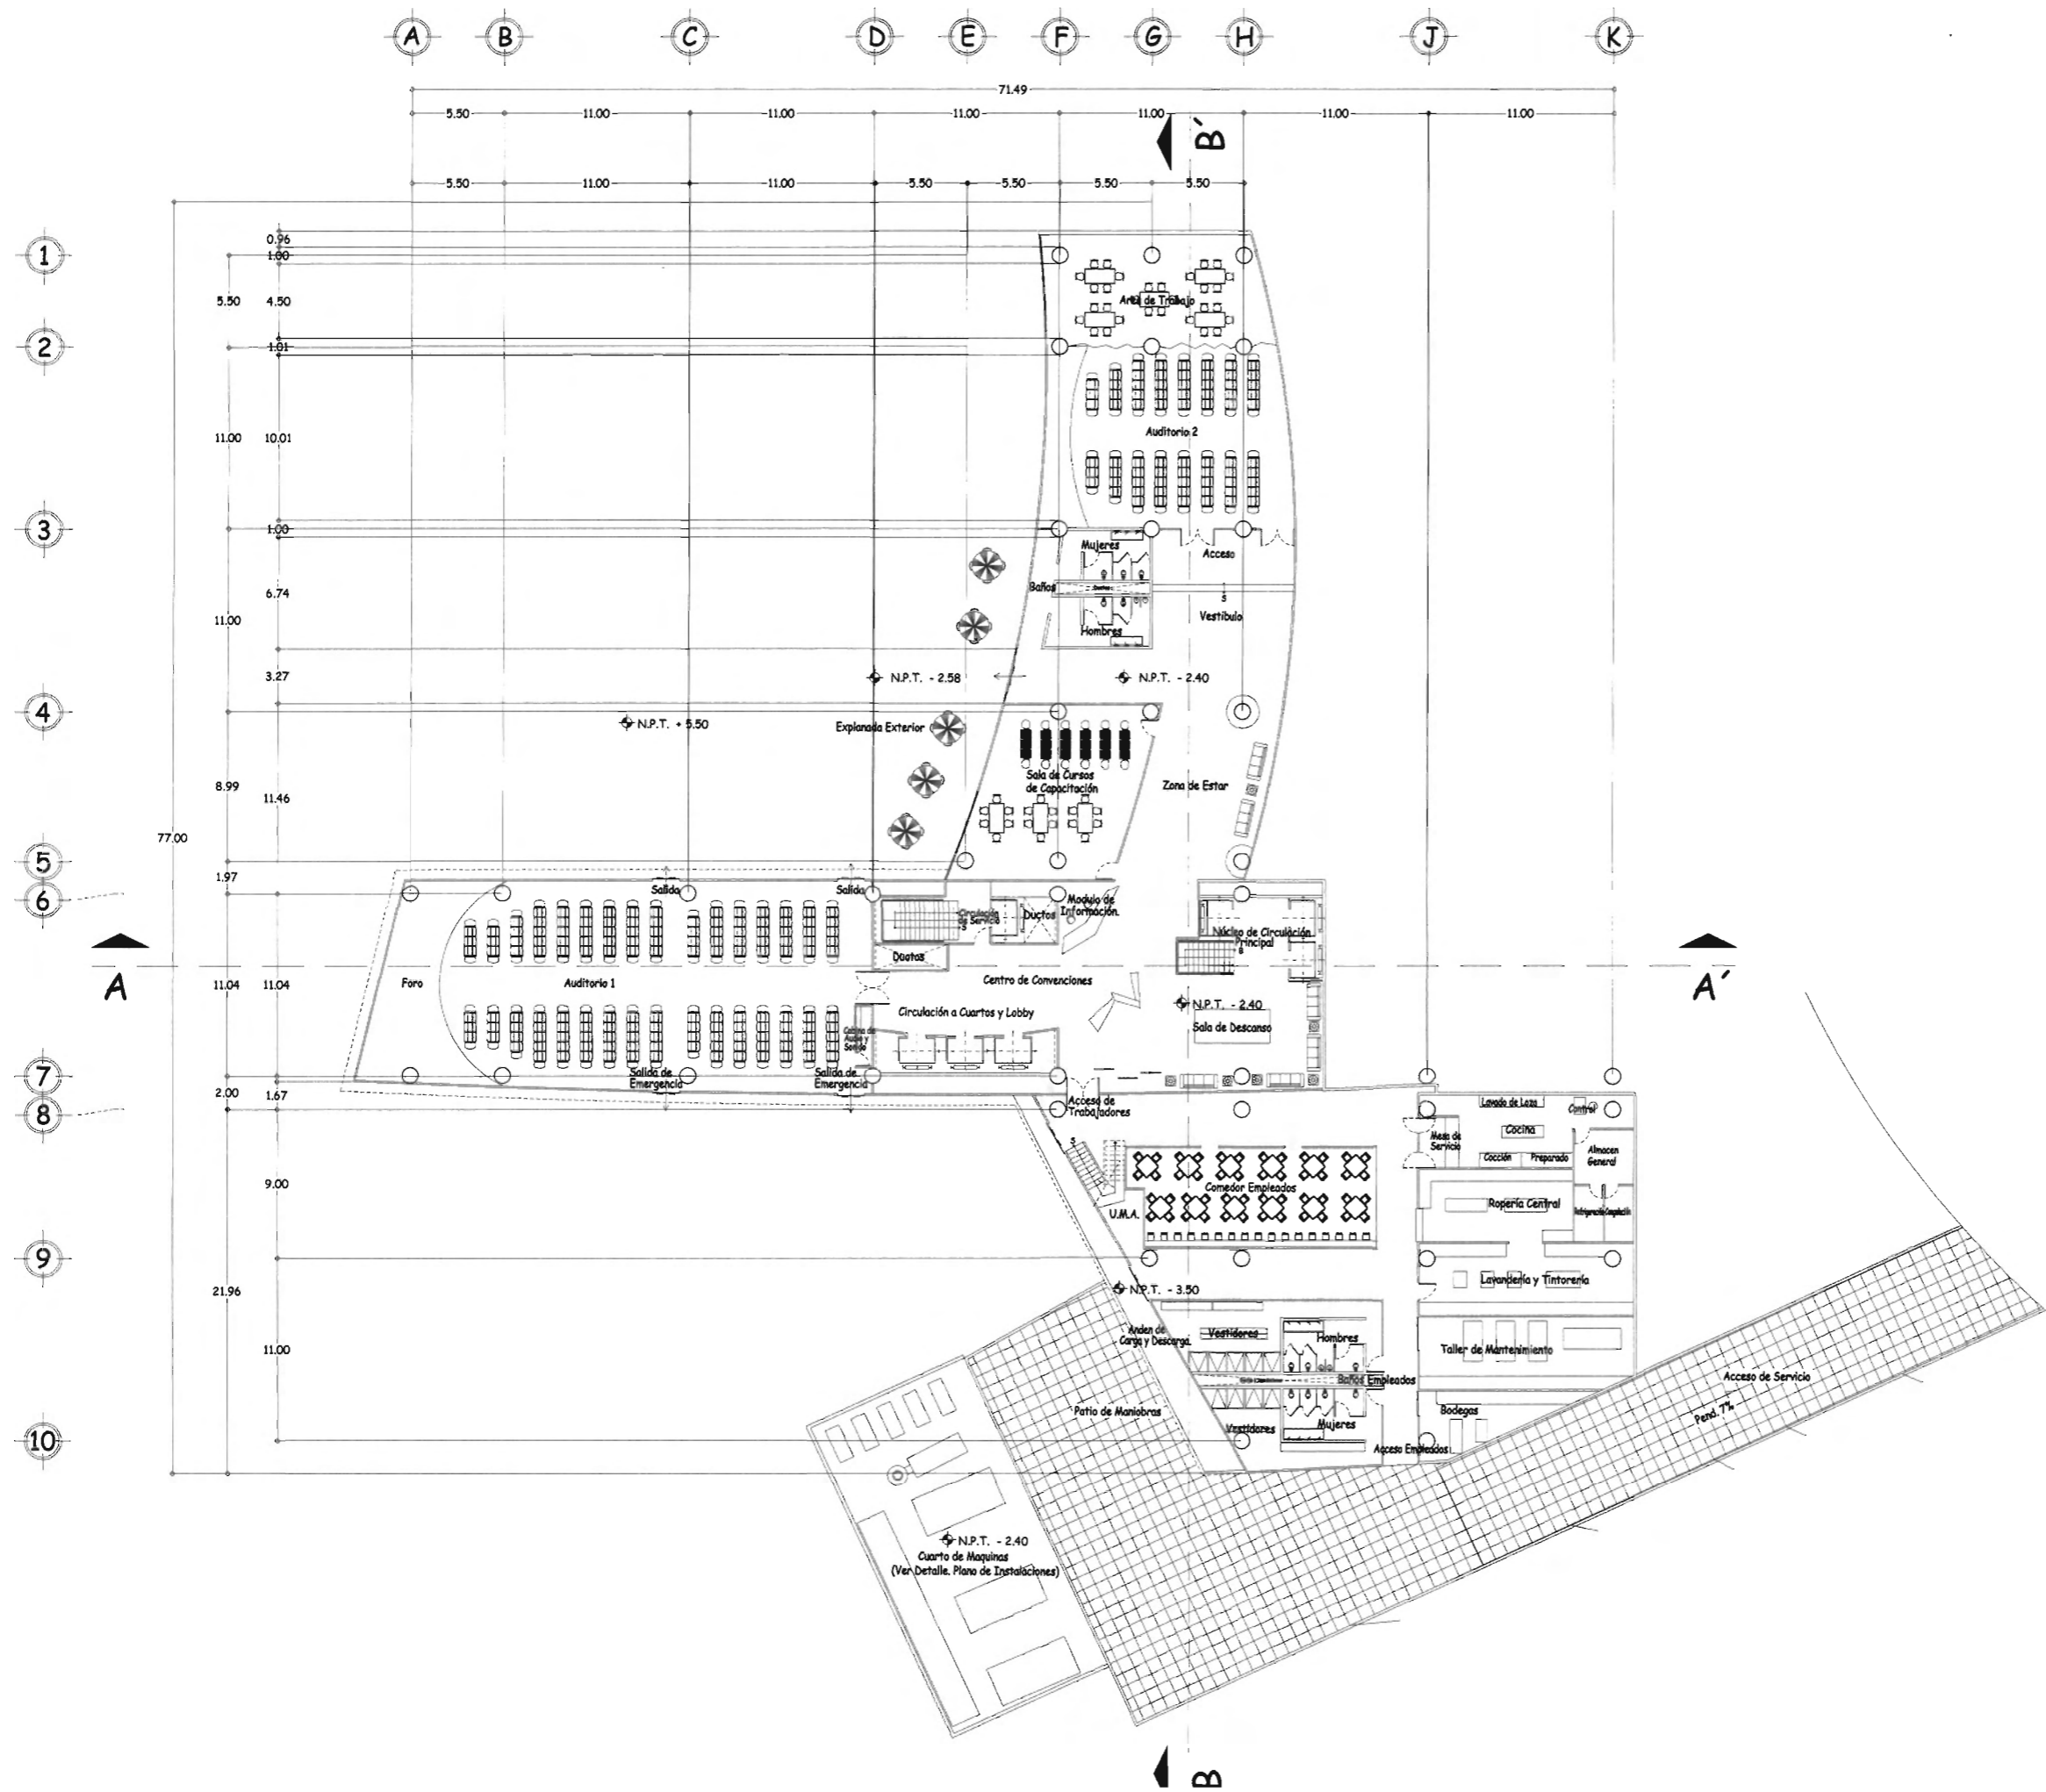 A B C D E F G H J K
71.49
5.50 11.00 11.00 11.00 11.00 11.00 11.00
B´
5.50 11.00 11.00 5.50 5.50 5.50 5.50
0.96
1
1.00
5.50 4.50
Area de Trabajo
2
1.01
11.00 10.01
Auditorio 2
3
1.00
Mujeres
Acceso
Baños
6.74
11.00
Vestíbulo
S
Hombres
3.27
N.P.T. - 2.58
N.P.T. - 2.40
4
N.P.T. + 5.50
Explanada Exterior
Sala de Cursos
de Capacitación
Zona de Estar
8.99 11.46
77.00
5
1.97
6
Salida
Salida
Modulo de
Información.
Circulación
de Servicio
S
Ductos
Núcleo de Circulación
Principal
Ductos
A
A´
11.04 11.04
Foro
Auditorio 1
Centro de Convenciones
N.P.T. - 2.40
Circulación a Cuartos y Lobby
Sala de Descanso
Cabina de
Audio y
Sonido
7
Salida de
Emergencia
Salida de
Emergencia
2.00 1.67
8
Acceso de
Trabajadores
Lavado de Loza
Control
Mesa de
Servicio
Cocina
Cocción
Preparado
Almacen
General
S
9.00
Comedor Empleados
U.M.A.
Ropería Central
Refrigeración
Congelación
9
21.96
N.P.T. - 3.50
Lavandería y Tintorería
Anden de
Carga y Descarga.
Vestidores
Hombres
11.00
Taller de Mantenimiento
Baños Empleados
Acceso de Servicio
Pend. 7%
Patio de Maniobras
Bodegas
Vestidores
Mujeres
10
Acceso Empleados
N.P.T. - 2.40
Cuarto de Maquinas
(Ver Detalle. Plano de Instalaciones)
B